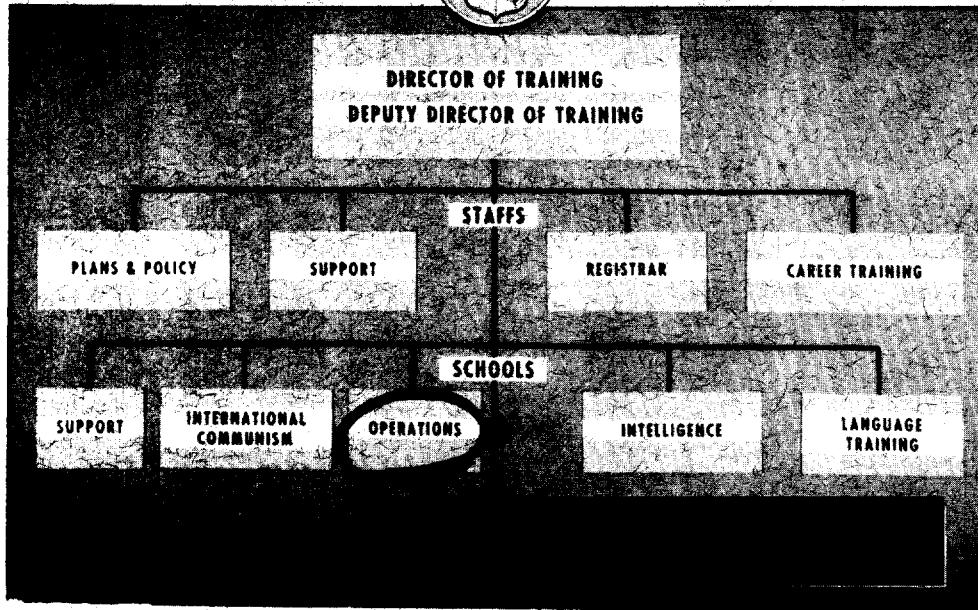 DIRECTOR OF TRAINING
DEPUTY DIRECTOR OF TRAINING
STAFFS
PLANS & POLICY
SUPPORT
REGISTRAR
CAREER TRAINING
SCHOOLS
SUPPORT
INTERNATIONAL
COMMUNISM
OPERATIONS
INTELLIGENCE
LANGUAGE
TRAINING